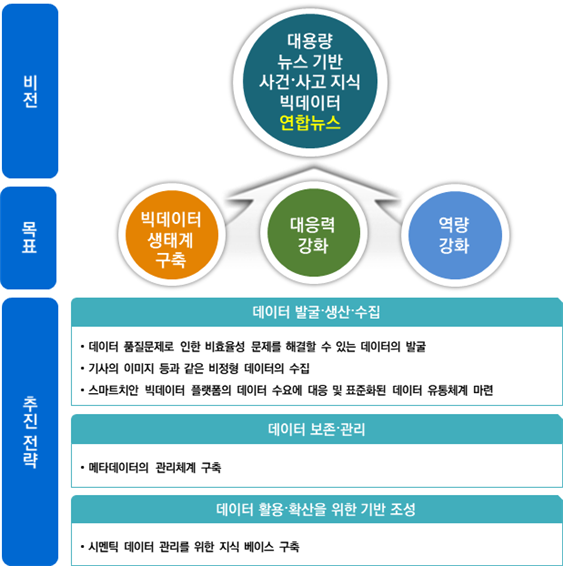 비전
대용량
뉴스 기반
사건·사고 지식
빅데이터
연합뉴스
목표
빅데이터
생태계
구축
대응력
강화
역량
강화
추진 전략
데이터 발굴·생산·수집
• 데이터 품질문제로 인한 비효율성 문제를 해결할 수 있는 데이터의 발굴
• 기사의 이미지 등과 같은 비정형 데이터의 수집
• 스마트치안 빅데이터 플랫폼의 데이터 수요에 대응 및 표준화된 데이터 유통체계 마련
데이터 보존·관리
• 메타데이터의 관리체계 구축
데이터 활용·확산을 위한 기반 조성
• 시멘틱 데이터 관리를 위한 지식 베이스 구축